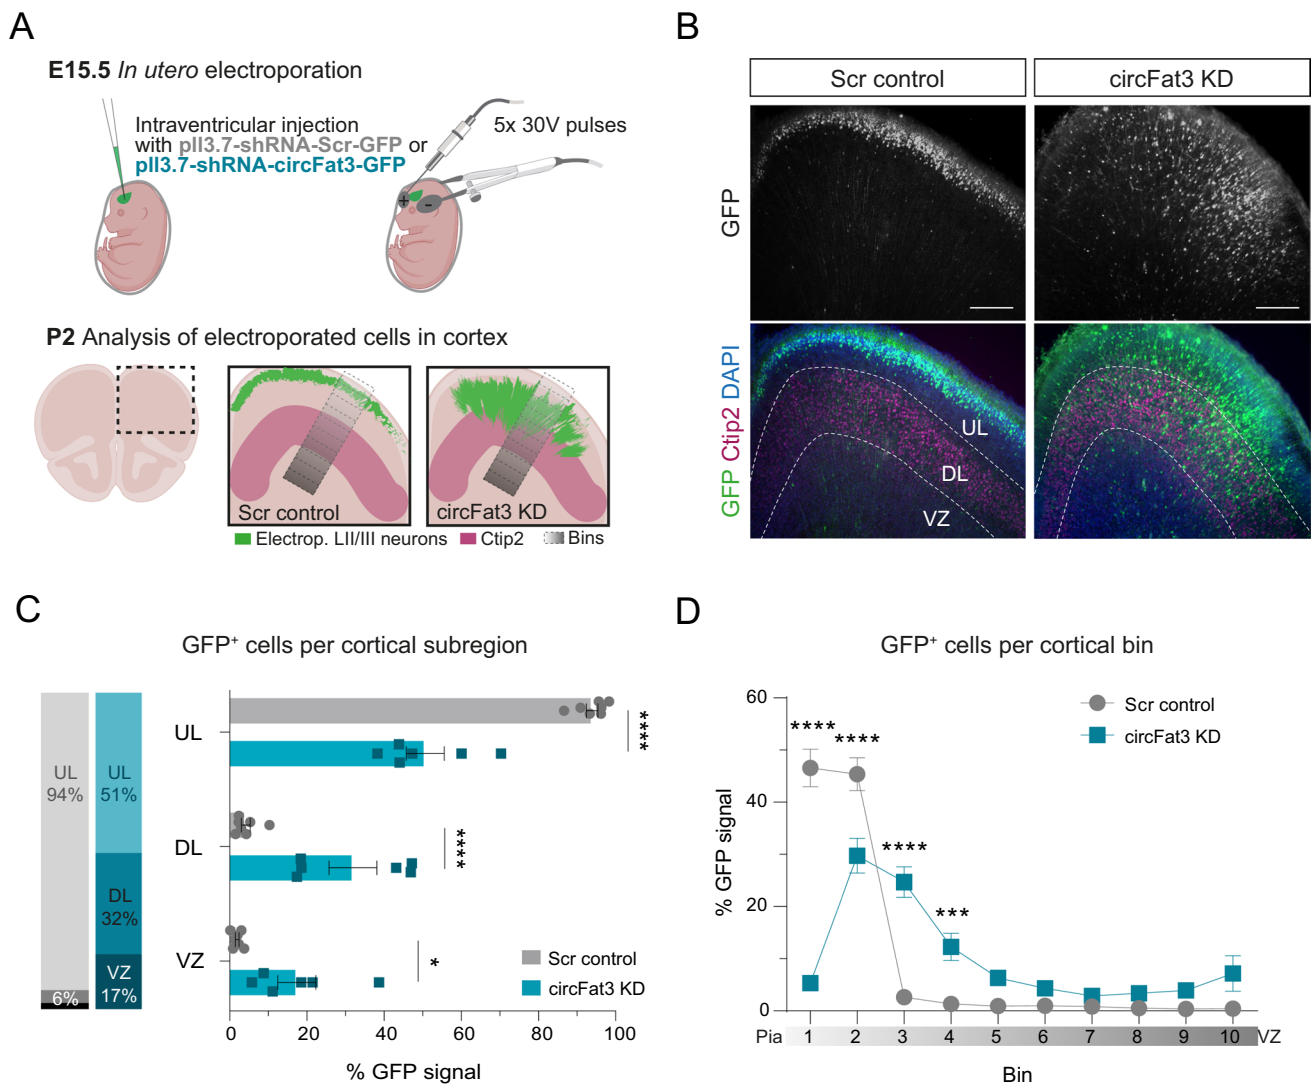 A
E15.5 In utero electroporation
Intraventricular injection
with pll3.7-shRNA-Scr-GFP or
pll3.7-shRNA-circFat3-GFP
5x 30V pulses
+
-
P2 Analysis of electroporated cells in cortex
Scr control
circFat3 KD
Electrop. LII/III neurons
Ctip2
Bins
B
Scr control
circFat3 KD
GFP
GFP Ctip2 DAPI
UL
DL
VZ
C
GFP⁺ cells per cortical subregion
UL
94%
6%
UL
51%
DL
32%
VZ
17%
UL
DL
VZ
****
****
*
Scr control
circFat3 KD
0 20 40 60 80 100
% GFP signal
D
GFP⁺ cells per cortical bin
Scr control
circFat3 KD
% GFP signal
60
40
20
0
****
****
****
***
Pia 1 2 3 4 5 6 7 8 9 10 VZ
Bin